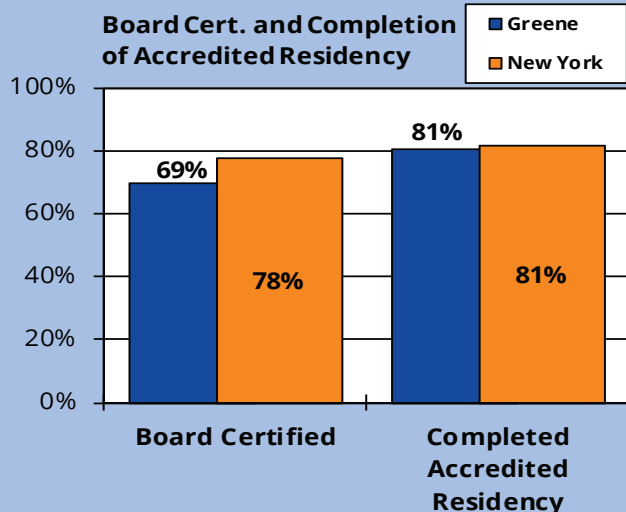 Board Cert. and Completion
of Accredited Residency
Greene
New York
100%
80%
60%
40%
20%
0%
69%
78%
81%
81%
Board Certified
Completed
Accredited
Residency